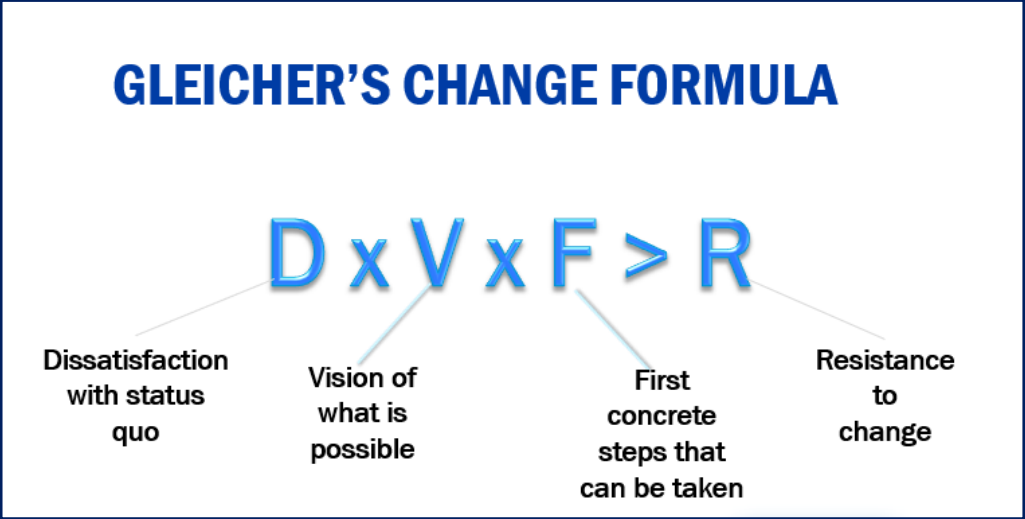 GLEICHER’S CHANGE FORMULA
D x V x F > R
Dissatisfaction
with status
quo
Vision of
what is
possible
First
concrete
steps that
can be taken
Resistance
to
change